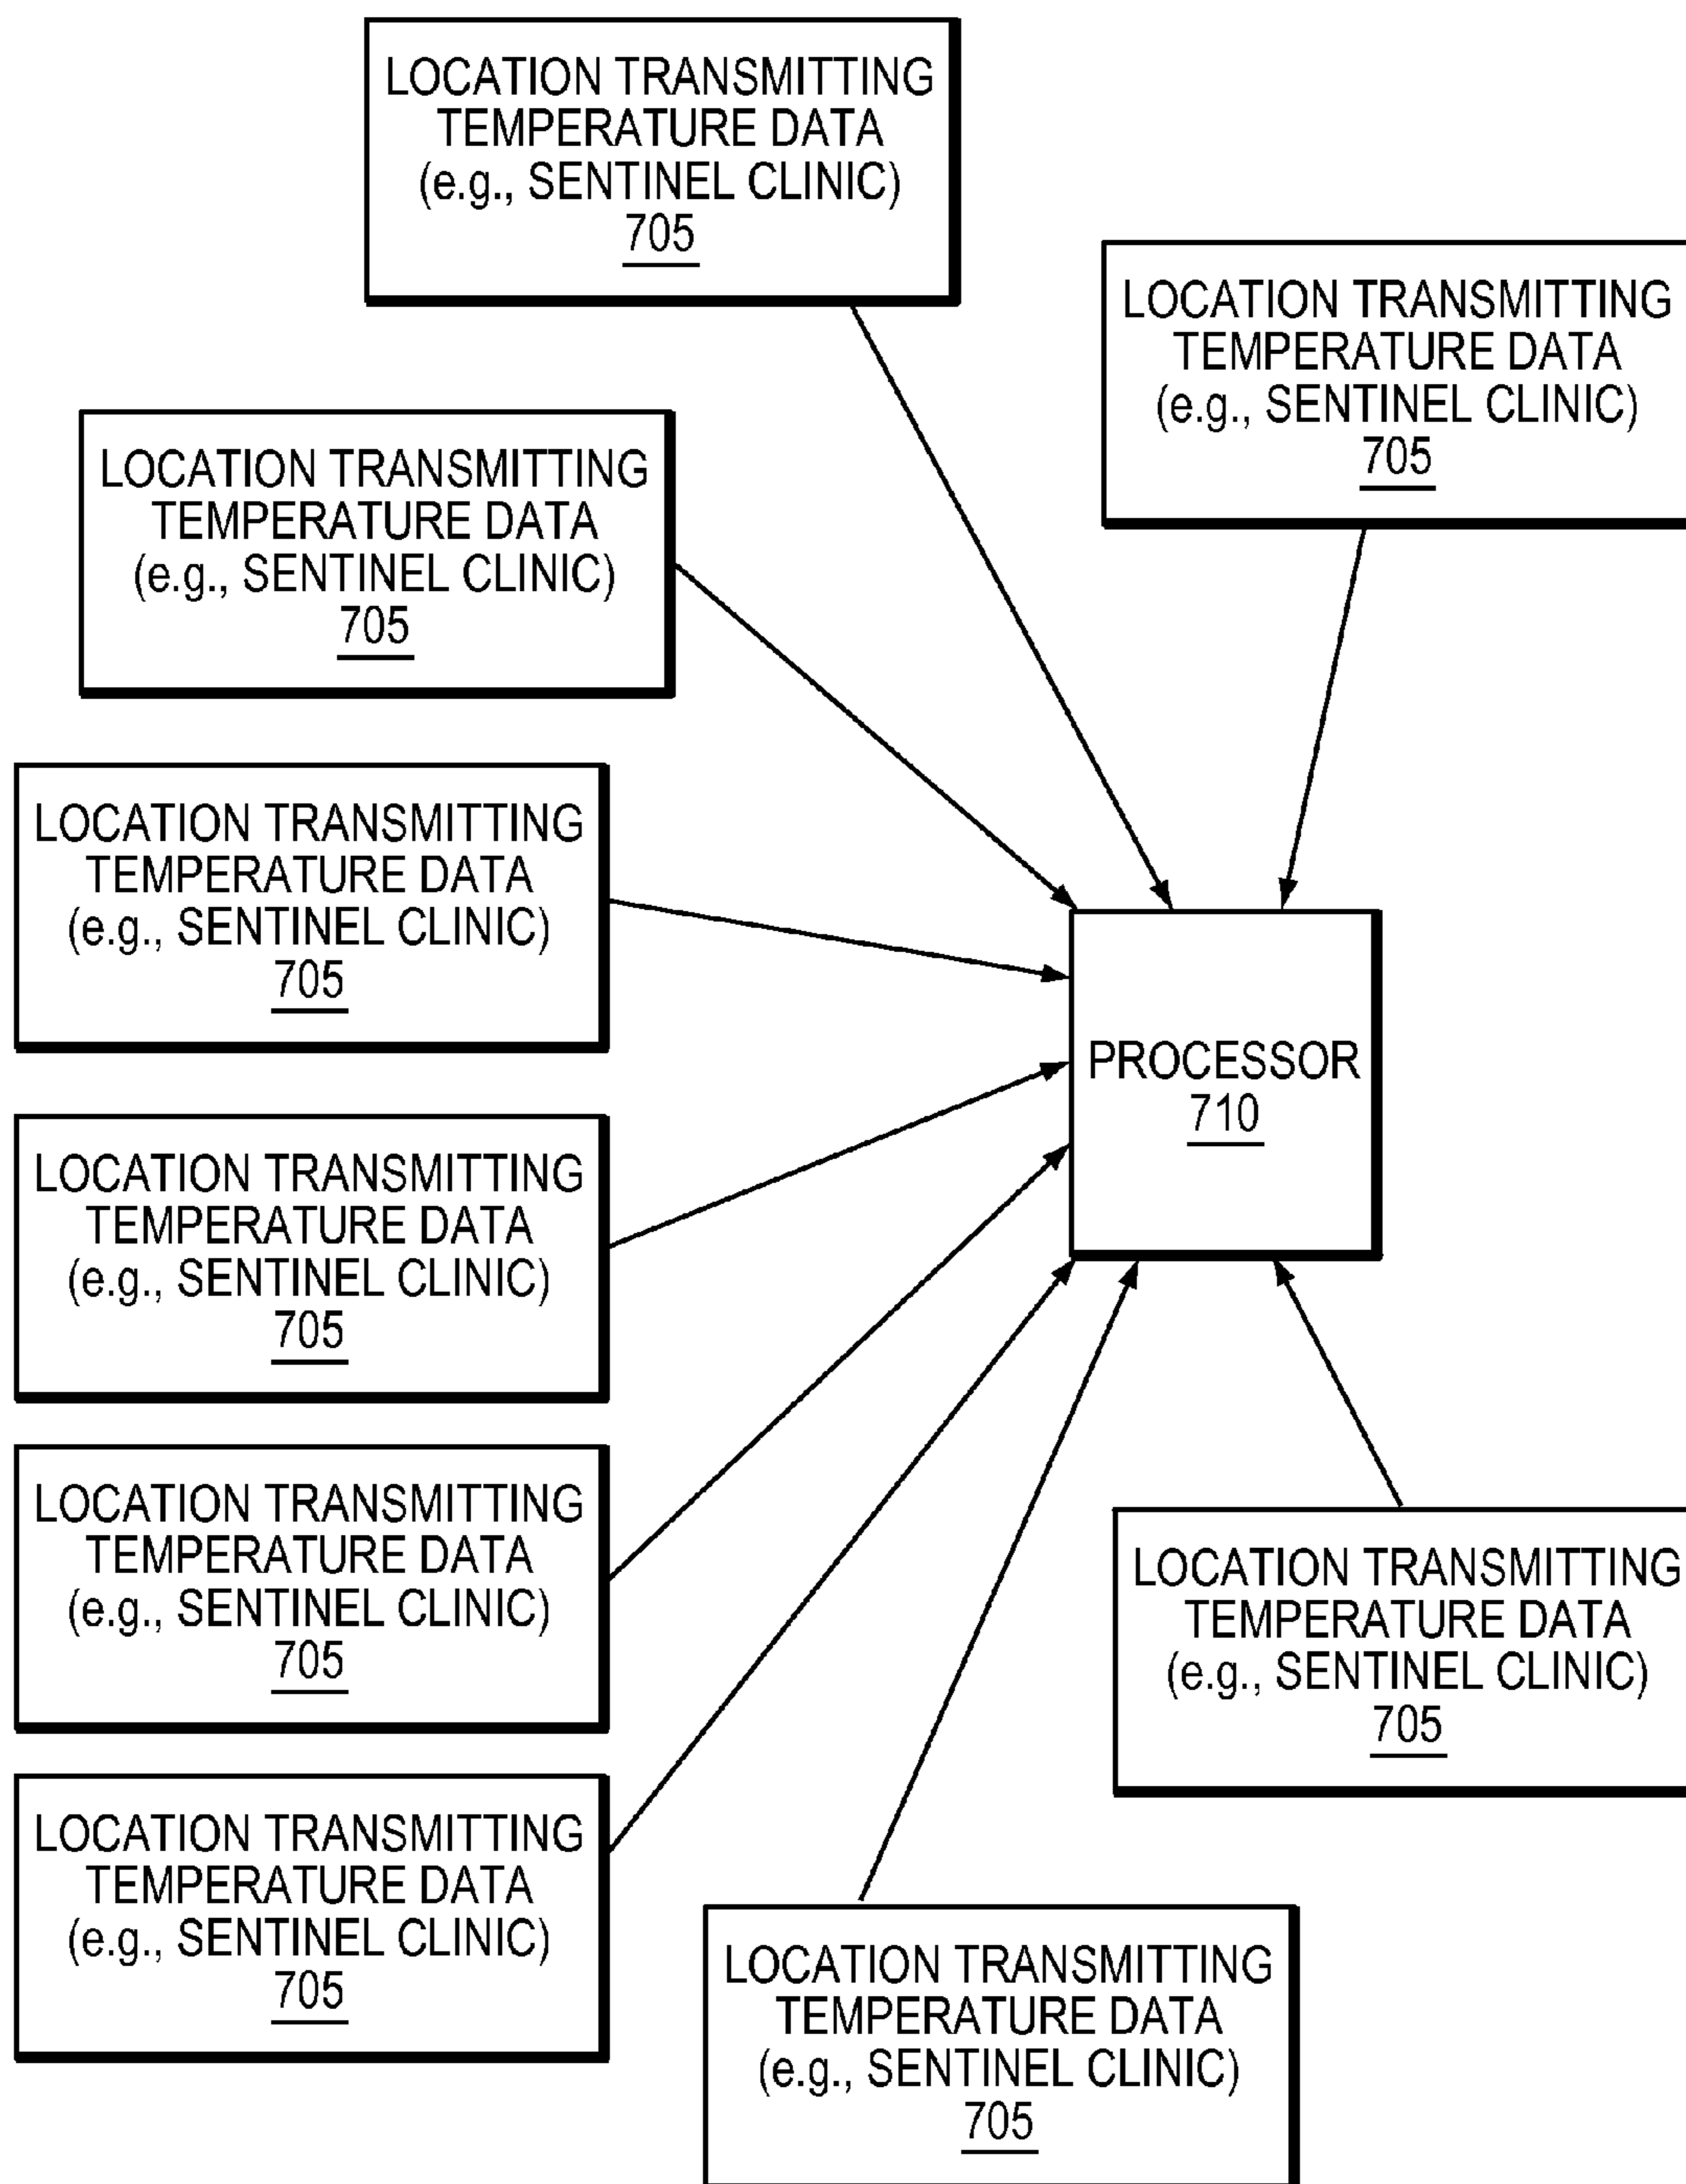 LOCATION TRANSMITTING
TEMPERATURE DATA
(e.g., SENTINEL CLINIC)
705
LOCATION TRANSMITTING
TEMPERATURE DATA
(e.g., SENTINEL CLINIC)
705
LOCATION TRANSMITTING
TEMPERATURE DATA
(e.g., SENTINEL CLINIC)
705
LOCATION TRANSMITTING
TEMPERATURE DATA
(e.g., SENTINEL CLINIC)
705
PROCESSOR
710
LOCATION TRANSMITTING
TEMPERATURE DATA
(e.g., SENTINEL CLINIC)
705
LOCATION TRANSMITTING
TEMPERATURE DATA
(e.g., SENTINEL CLINIC)
705
LOCATION TRANSMITTING
TEMPERATURE DATA
(e.g., SENTINEL CLINIC)
705
LOCATION TRANSMITTING
TEMPERATURE DATA
(e.g., SENTINEL CLINIC)
705
LOCATION TRANSMITTING
TEMPERATURE DATA
(e.g., SENTINEL CLINIC)
705